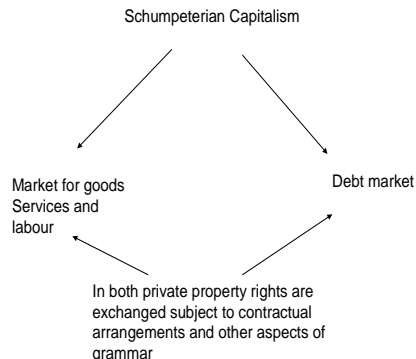 Schumpeterian Capitalism
Market for goods
Services and
labour
Debt market
In both private property rights are
exchanged subject to contractual
arrangements and other aspects of
grammar